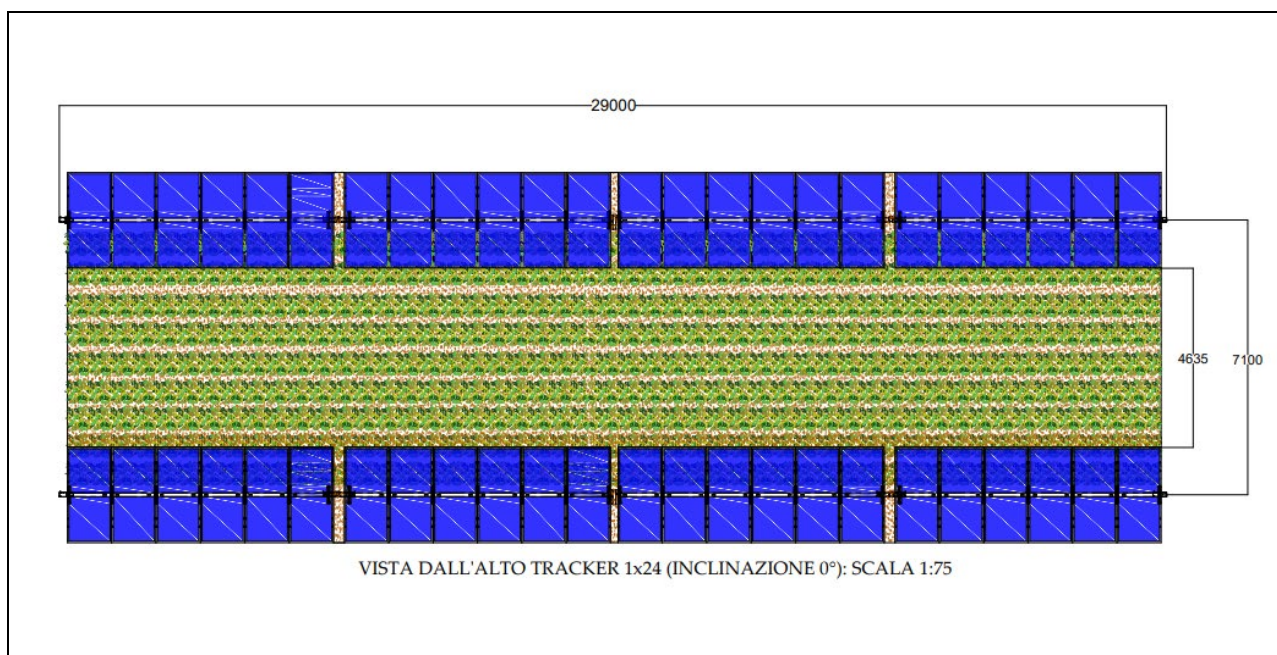 29000
4635
7100
VISTA DALL'ALTO TRACKER 1x24 (INCLINAZIONE 0°): SCALA 1:75